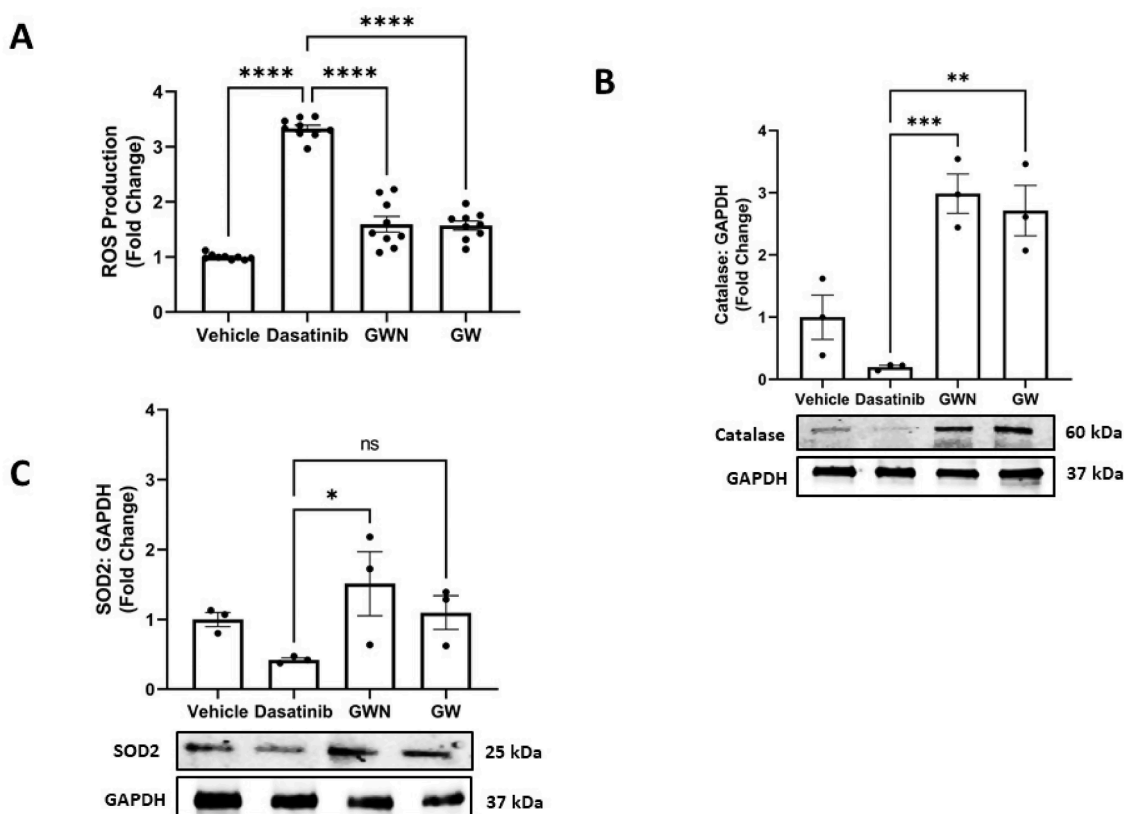 A
****
**** ****
ROS Production
(Fold Change)
4
3
2
1
0
Vehicle Dasatinib GWN GW
B
**
***
Catalase: GAPDH
(Fold Change)
4
3
2
1
0
Vehicle Dasatinib GWN GW
Catalase 60 kDa
GAPDH 37 kDa
C
ns
*
SOD2: GAPDH
(Fold Change)
4
3
2
1
0
Vehicle Dasatinib GWN GW
SOD2 25 kDa
GAPDH 37 kDa